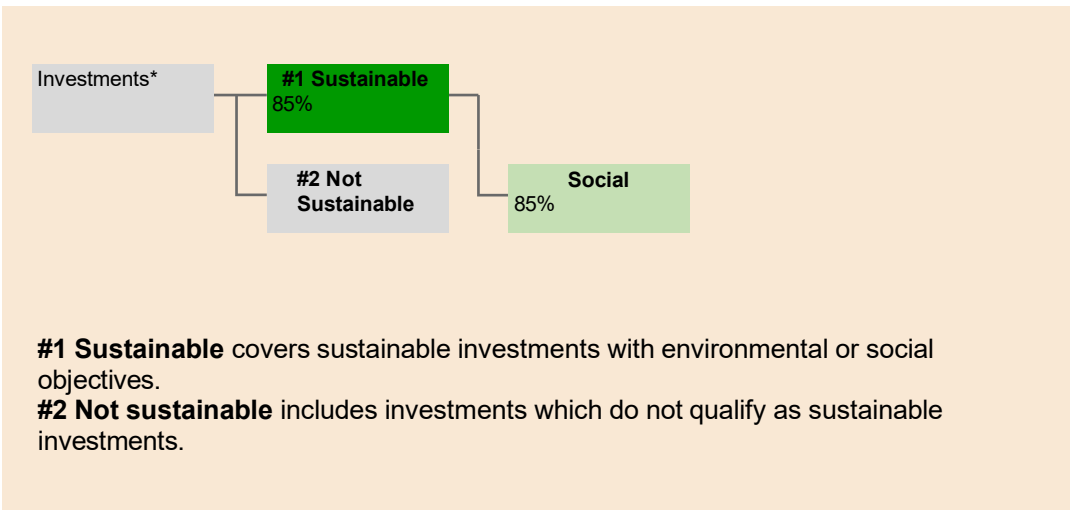 Investments*
#1 Sustainable
85%
#2 Not
Sustainable
Social
85%
#1 Sustainable covers sustainable investments with environmental or social
objectives.
#2 Not sustainable includes investments which do not qualify as sustainable
investments.